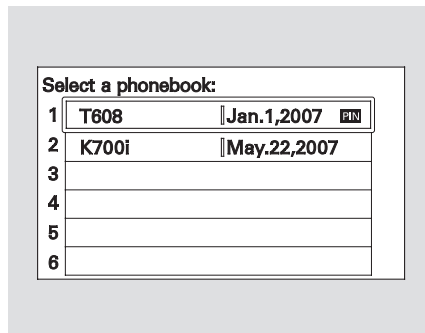 Select a phonebook:
1 T608 Jan.1,2007 PIN
2 K700i May.22,2007
3
4
5
6